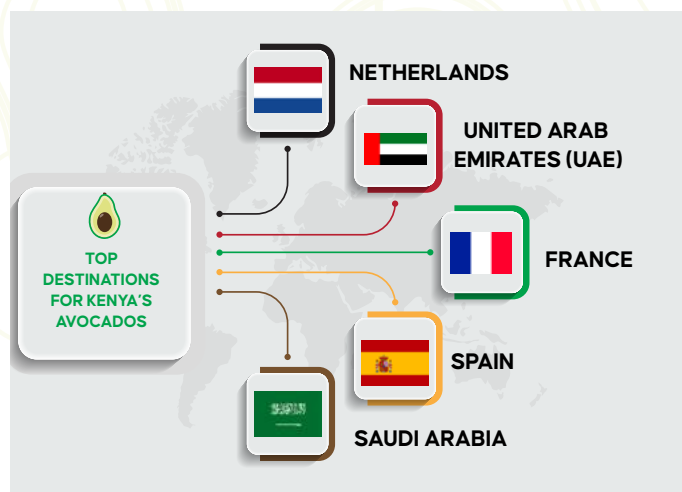 NETHERLANDS
UNITED ARAB
EMIRATES (UAE)
TOP
DESTINATIONS
FOR KENYA'S
AVOCADOS
FRANCE
SPAIN
SAUDI ARABIA